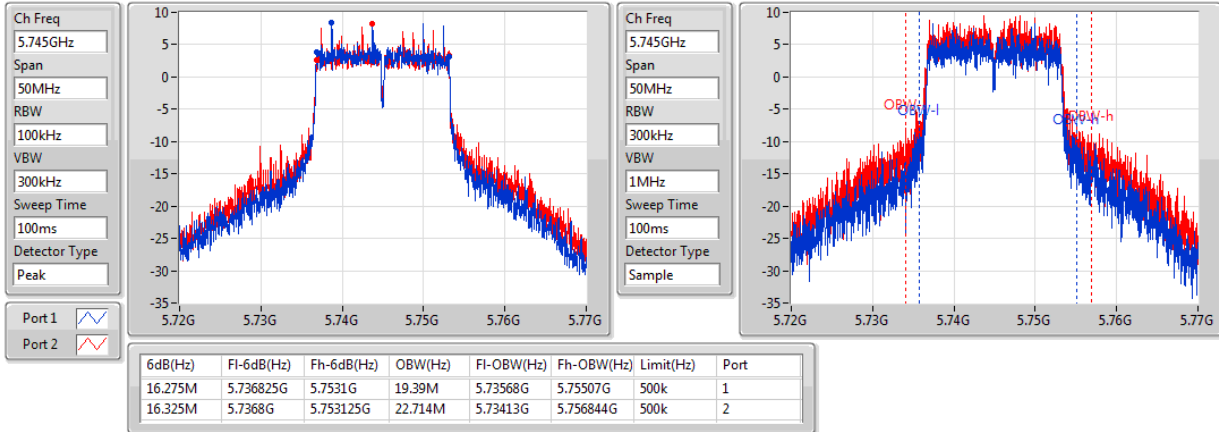 Ch Freq
5.745GHz
Span
50MHz
RBW
100kHz
VBW
300kHz
Sweep Time
100ms
Detector Type
Peak
Port 1
Port 2
10
5
0
-5
-10
-15
-20
-25
-30
-35
5.72G 5.73G 5.74G 5.75G 5.76G 5.77G
Ch Freq
5.745GHz
Span
50MHz
RBW
300kHz
VBW
1MHz
Sweep Time
100ms
Detector Type
Sample
10
5
0
-5
-10
-15
-20
-25
-30
-35
OBW-l
OBW-h
5.72G 5.73G 5.74G 5.75G 5.76G 5.77G
6dB(Hz) Fl-6dB(Hz) Fh-6dB(Hz) OBW(Hz) Fl-OBW(Hz) Fh-OBW(Hz) Limit(Hz) Port
16.275M 5.736825G 5.7531G 19.39M 5.73568G 5.75507G 500k 1
16.325M 5.7368G 5.753125G 22.714M 5.73413G 5.756844G 500k 2